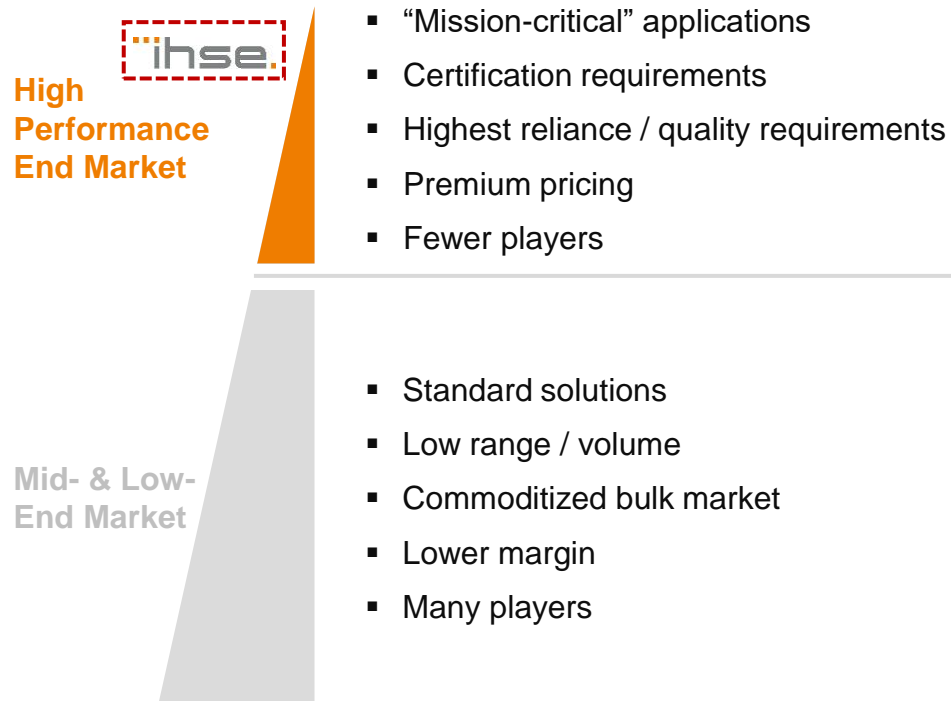 ihse.
High
Performance
End Market
▪ “Mission-critical” applications
▪ Certification requirements
▪ Highest reliance / quality requirements
▪ Premium pricing
▪ Fewer players
Mid- & Low-
End Market
▪ Standard solutions
▪ Low range / volume
▪ Commoditized bulk market
▪ Lower margin
▪ Many players